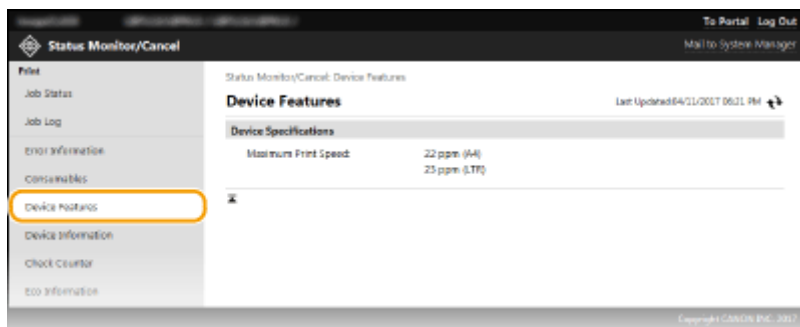 To Portal Log Out
Status Monitor/Cancel
Mail to System Manager
Print
Job Status
Job Log
Error Information
Consumables
Device Features
Device Information
Check Counter
Eco Information
Status Monitor/Cancel: Device Features
Device Features
Last Updated:04/11/2017 06:21 PM
Device Specifications
Maximum Print Speed:
22 ppm (A4)
23 ppm (LTR)
Copyright CANON INC. 2017